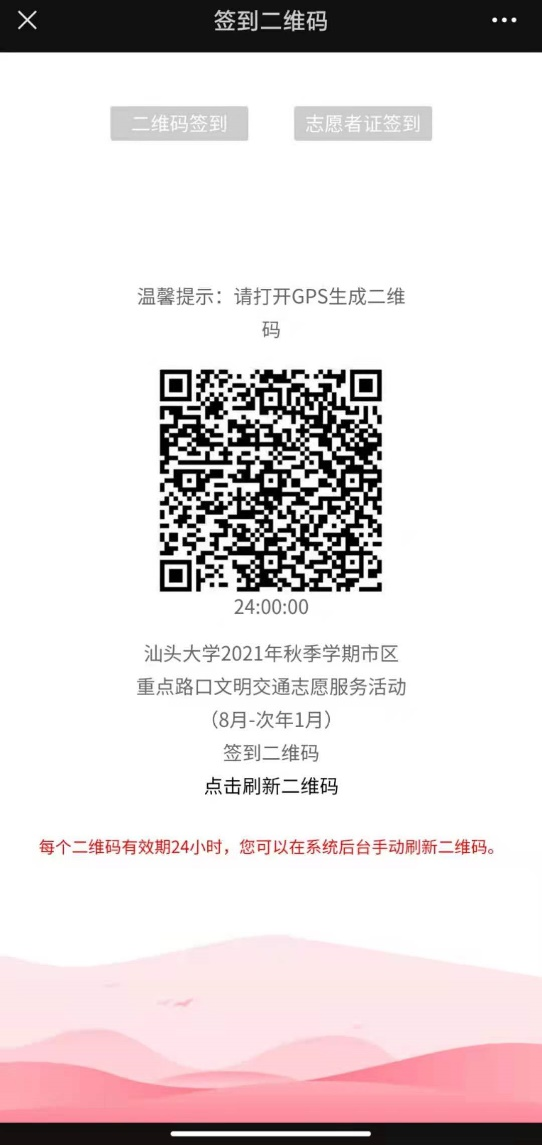 签到二维码
二维码签到
志愿者证签到
温馨提示：请打开GPS生成二维
码
24:00:00
汕头大学2021年秋季学期市区
重点路口文明交通志愿服务活动
（8月-次年1月）
签到二维码
点击刷新二维码
每个二维码有效期24小时，您可以在系统后台手动刷新二维码。